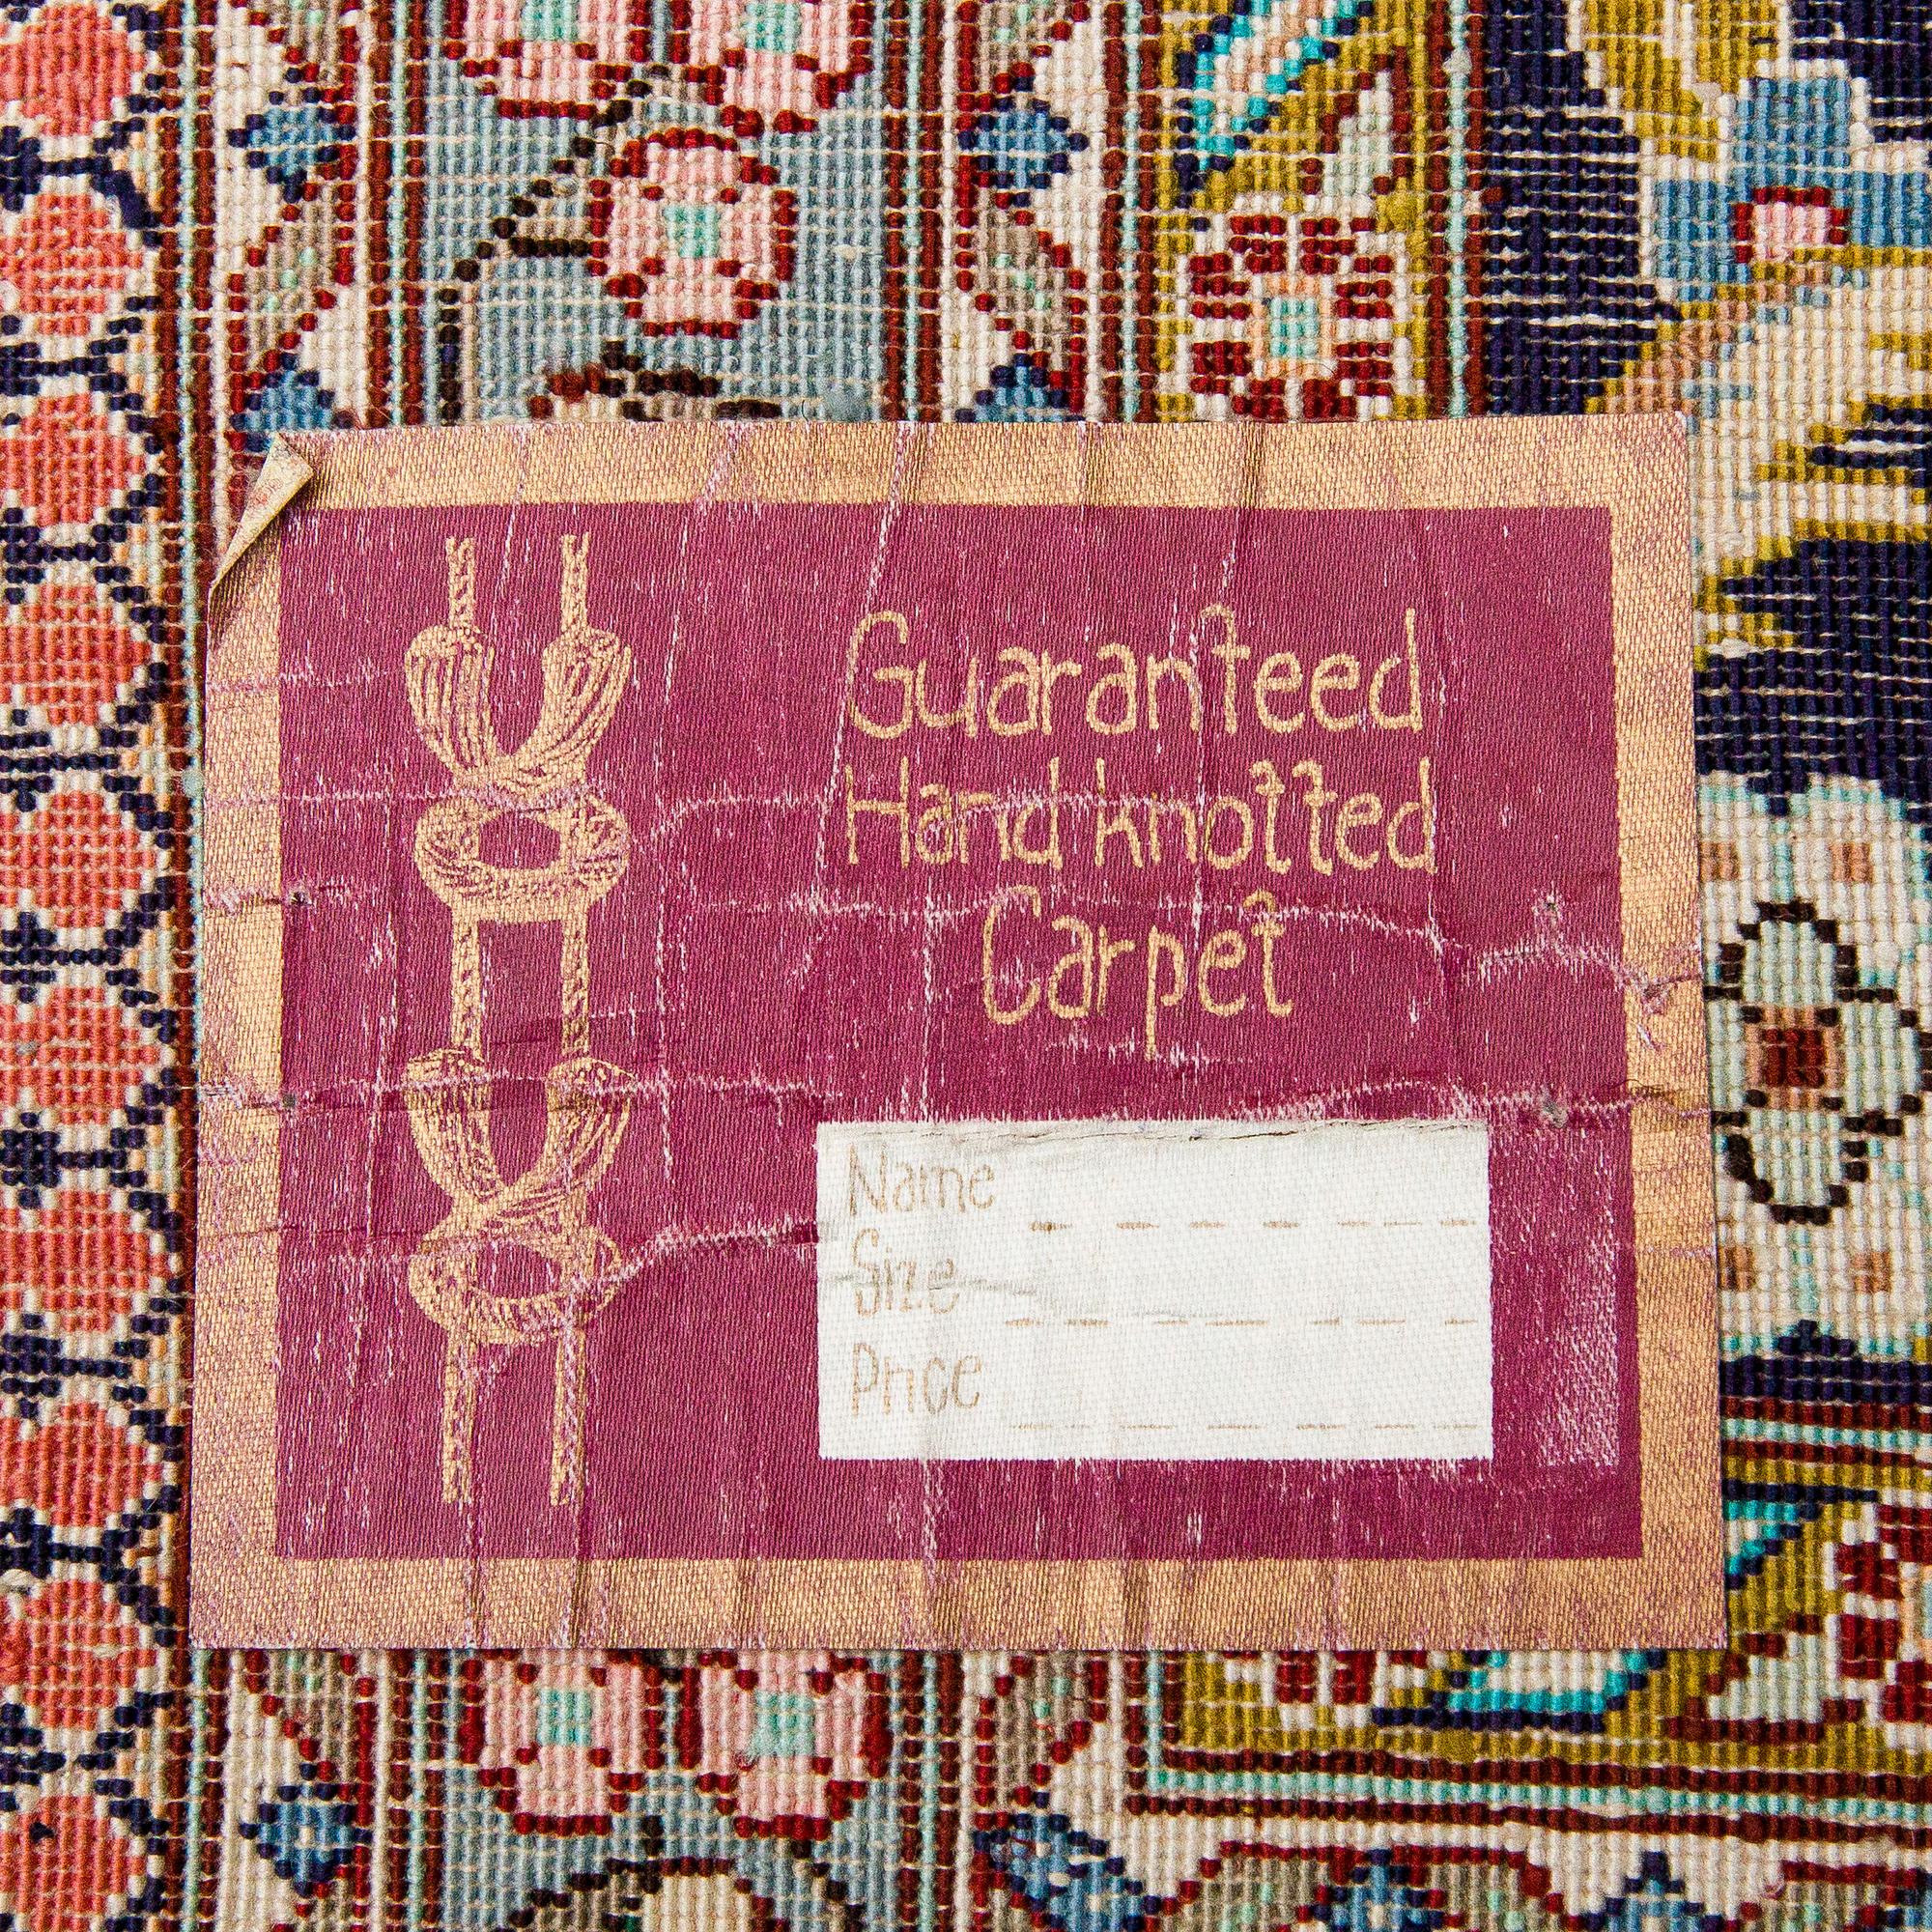 Guaranteed
Hand knotted
Carpet
Name
Size
Price